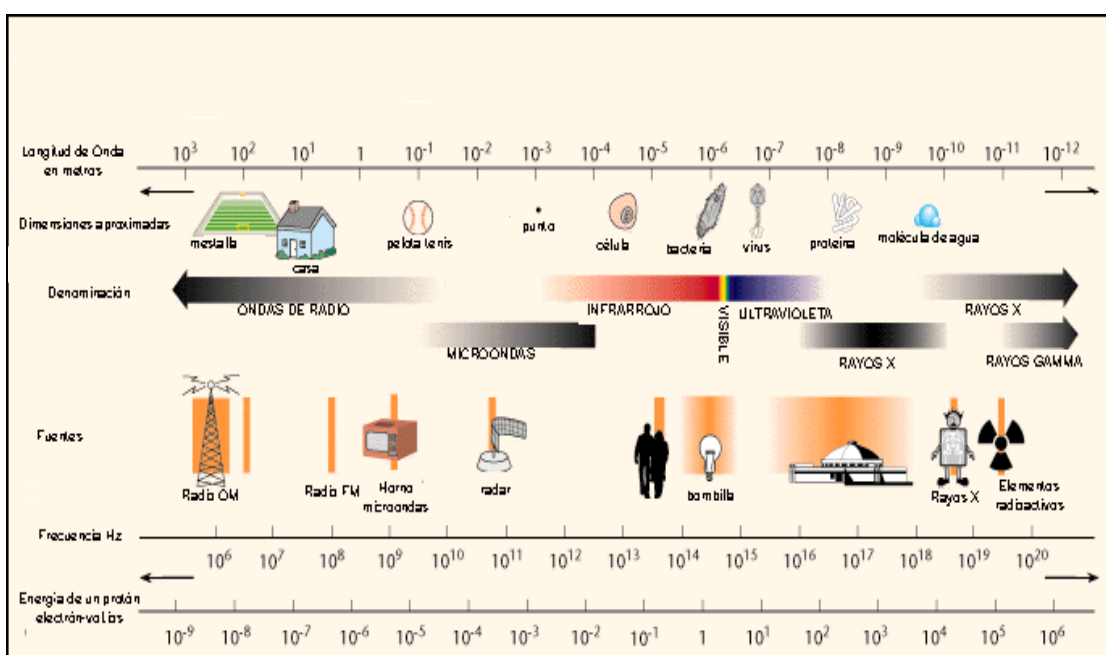 Longitud de Onda
en metros
10³ 10² 10¹ 1 10⁻¹ 10⁻² 10⁻³ 10⁻⁴ 10⁻⁵ 10⁻⁶ 10⁻⁷ 10⁻⁸ 10⁻⁹ 10⁻¹⁰ 10⁻¹¹ 10⁻¹²
Dimensiones aproximadas
mestalla
casa
pelota tenis
punto
célula
bacteria
virus
proteina
molécula de agua
Denominación
ONDAS DE RADIO
INFRARROJO
VISIBLE
ULTRAVIOLETA
RAYOS X
MICROONDAS
RAYOS X
RAYOS GAMMA
Fuentes
Radio OM
Radio FM
Horno
microondas
radar
bombilla
Rayos X
Elementos
radioactivos
Frecuencia Hz
10⁶ 10⁷ 10⁸ 10⁹ 10¹⁰ 10¹¹ 10¹² 10¹³ 10¹⁴ 10¹⁵ 10¹⁶ 10¹⁷ 10¹⁸ 10¹⁹ 10²⁰
Energia de un protón
electrón-voltios
10⁻⁹ 10⁻⁸ 10⁻⁷ 10⁻⁶ 10⁻⁵ 10⁻⁴ 10⁻³ 10⁻² 10⁻¹ 1 10¹ 10² 10³ 10⁴ 10⁵ 10⁶